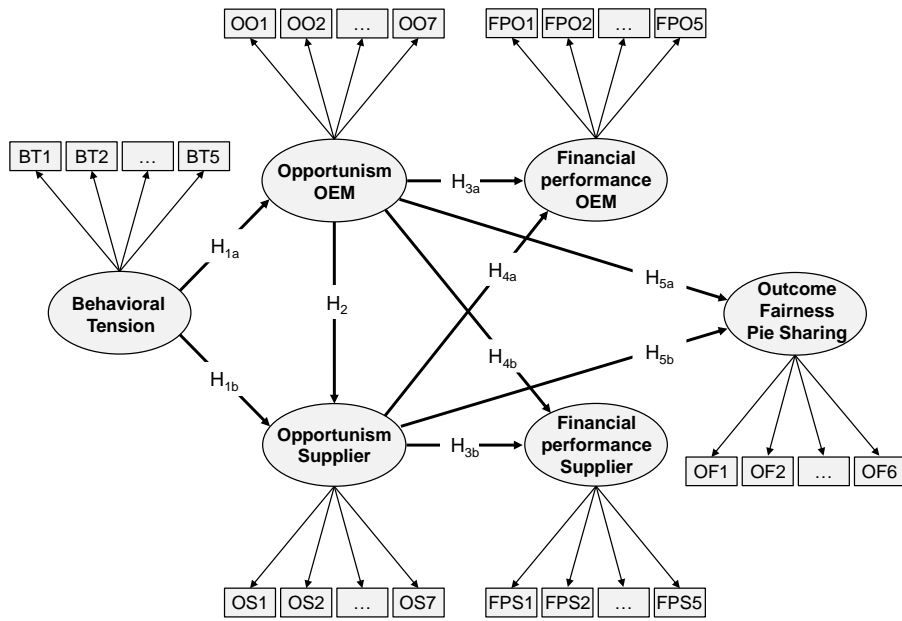 OO1 OO2 … OO7
FPO1 FPO2 … FPO5
BT1 BT2 … BT5
Opportunism
OEM
H3a
Financial
performance
OEM
H1a
H4a
H5a
Behavioral
Tension
H2
Outcome
Fairness
Pie Sharing
H1b
H4b
H5b
Opportunism
Supplier
H3b
Financial
performance
Supplier
OF1 OF2 … OF6
OS1 OS2 … OS7
FPS1 FPS2 … FPS5